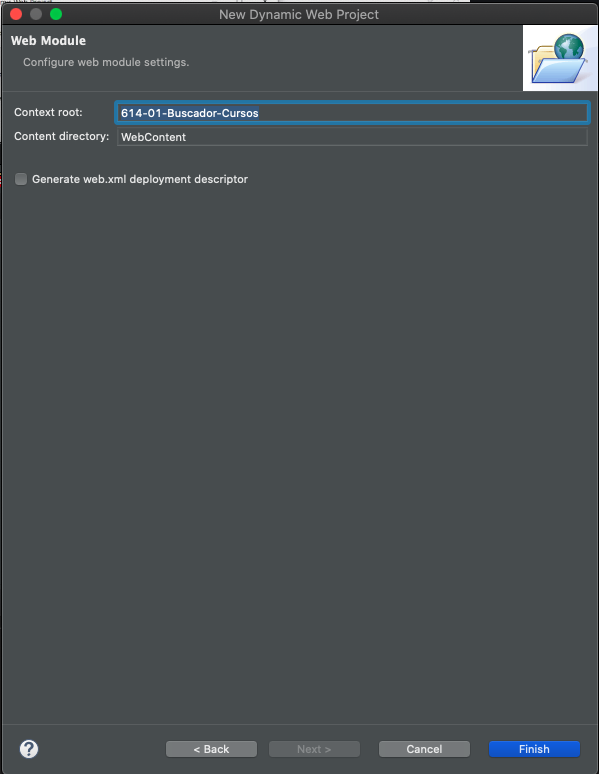 New Dynamic Web Project
Web Module
Configure web module settings.
Context root: 614-01-Buscador-Cursos
Content directory: WebContent
Generate web.xml deployment descriptor
? < Back Next > Cancel Finish